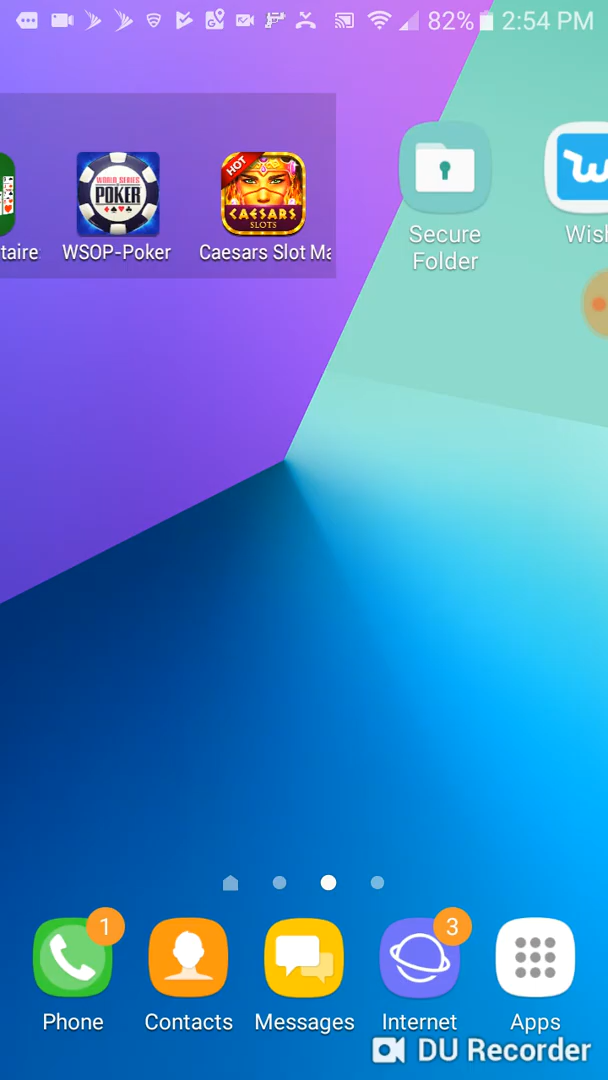 82% 2:54 PM
WORLD SERIES
POKER
HOT
CAESARS
SLOTS
taire WSOP-Poker Caesars Slot Ma
Secure
Folder
Wish
1
3
Phone Contacts Messages Internet Apps
DU Recorder